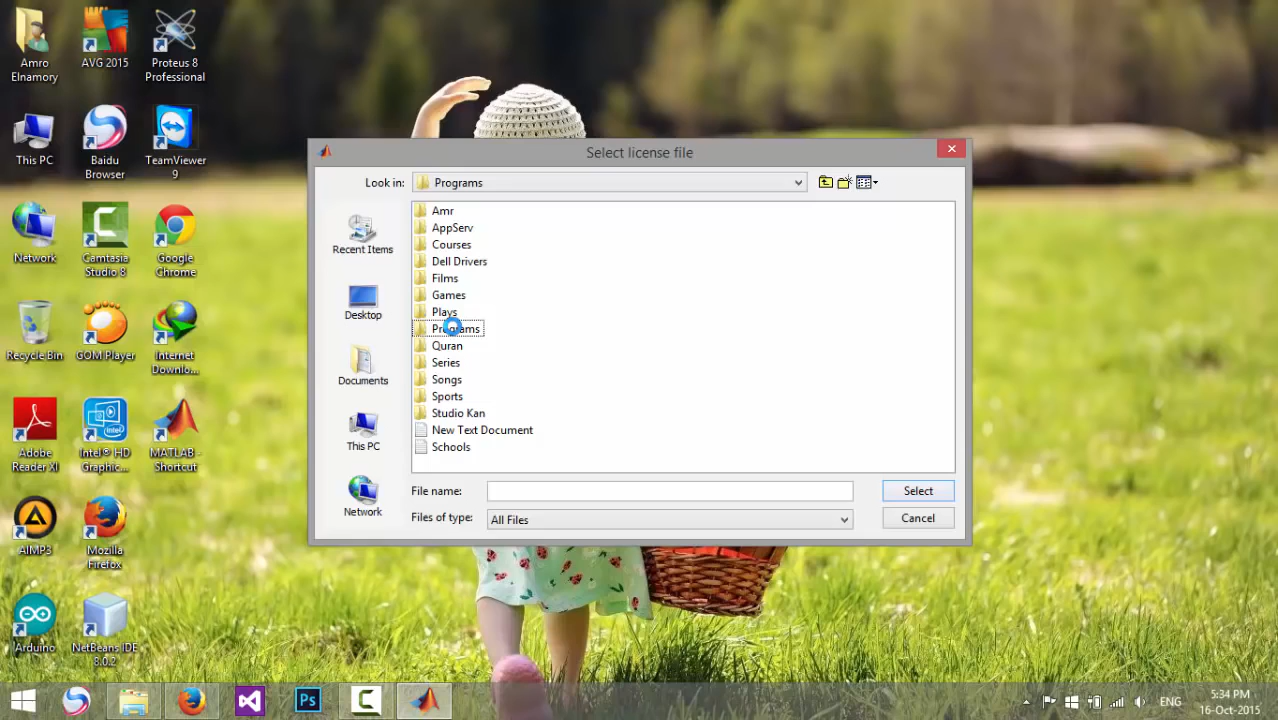 Amro
Elnamory
AVG 2015
Proteus 8
Professional
This PC
Baidu
Browser
TeamViewer
9
Network
Camtasia
Studio 8
Google
Chrome
Recycle Bin
GOM Player
Internet
Downlo...
Adobe
Reader XI
Intel® HD
Graphic...
MATLAB -
Shortcut
AIMP3
Mozilla
Firefox
Arduino
NetBeans IDE
8.0.2
Select license file
Look in:
Programs
Recent Items
Desktop
Documents
This PC
Network
Amr
AppServ
Courses
Dell Drivers
Films
Games
Plays
Programs
Quran
Series
Songs
Sports
Studio Kan
New Text Document
Schools
File name:
Select
Files of type:
All Files
Cancel
Ps
ENG
5:34 PM
16-Oct-2015